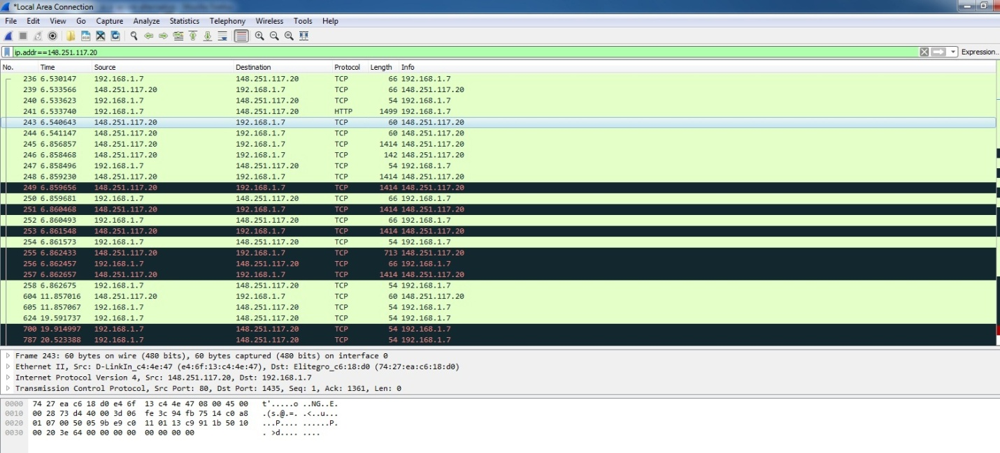 *Local Area Connection
File Edit View Go Capture Analyze Statistics Telephony Wireless Tools Help
ip.addr==148.251.117.20 Expression...
No. Time Source Destination Protocol Length Info
236 6.530147 192.168.1.7 148.251.117.20 TCP 66 192.168.1.7
239 6.533566 148.251.117.20 192.168.1.7 TCP 66 148.251.117.20
240 6.533623 192.168.1.7 148.251.117.20 TCP 54 192.168.1.7
241 6.533740 192.168.1.7 148.251.117.20 HTTP 1499 192.168.1.7
243 6.540643 148.251.117.20 192.168.1.7 TCP 60 148.251.117.20
244 6.541147 148.251.117.20 192.168.1.7 TCP 60 148.251.117.20
245 6.856857 148.251.117.20 192.168.1.7 TCP 1414 148.251.117.20
246 6.858468 148.251.117.20 192.168.1.7 TCP 142 148.251.117.20
247 6.858496 192.168.1.7 148.251.117.20 TCP 54 192.168.1.7
248 6.859230 148.251.117.20 192.168.1.7 TCP 1414 148.251.117.20
249 6.859656 148.251.117.20 192.168.1.7 TCP 1414 148.251.117.20
250 6.859681 192.168.1.7 148.251.117.20 TCP 66 192.168.1.7
251 6.860468 148.251.117.20 192.168.1.7 TCP 1414 148.251.117.20
252 6.860493 192.168.1.7 148.251.117.20 TCP 66 192.168.1.7
253 6.861548 148.251.117.20 192.168.1.7 TCP 1414 148.251.117.20
254 6.861573 192.168.1.7 148.251.117.20 TCP 54 192.168.1.7
255 6.862433 148.251.117.20 192.168.1.7 TCP 713 148.251.117.20
256 6.862457 192.168.1.7 148.251.117.20 TCP 66 192.168.1.7
257 6.862657 148.251.117.20 192.168.1.7 TCP 1414 148.251.117.20
258 6.862675 192.168.1.7 148.251.117.20 TCP 54 192.168.1.7
604 11.857016 148.251.117.20 192.168.1.7 TCP 60 148.251.117.20
605 11.857067 192.168.1.7 148.251.117.20 TCP 54 192.168.1.7
624 19.591737 192.168.1.7 148.251.117.20 TCP 54 192.168.1.7
700 19.914997 192.168.1.7 148.251.117.20 TCP 54 192.168.1.7
787 20.523388 192.168.1.7 148.251.117.20 TCP 54 192.168.1.7
Frame 243: 60 bytes on wire (480 bits), 60 bytes captured (480 bits) on interface 0
Ethernet II, Src: D-LinkIn_c4:4e:47 (e4:6f:13:c4:4e:47), Dst: Elitegro_c6:18:d0 (74:27:ea:c6:18:d0)
Internet Protocol Version 4, Src: 148.251.117.20, Dst: 192.168.1.7
Transmission Control Protocol, Src Port: 80, Dst Port: 1435, Seq: 1, Ack: 1361, Len: 0
0000 74 27 ea c6 18 d0 e4 6f 13 c4 4e 47 08 00 45 00 t'.....o ..NG..E.
0010 00 28 73 d4 40 00 3d 06 fe 3c 94 fb 75 14 c0 a8 .(s.@.=. .<..u...
0020 01 07 00 50 05 9b e9 c0 11 01 13 c9 91 1b 50 10 ...P.... ......P.
0030 00 20 3e 64 00 00 00 00 00 00 00 00 . >d.... ....